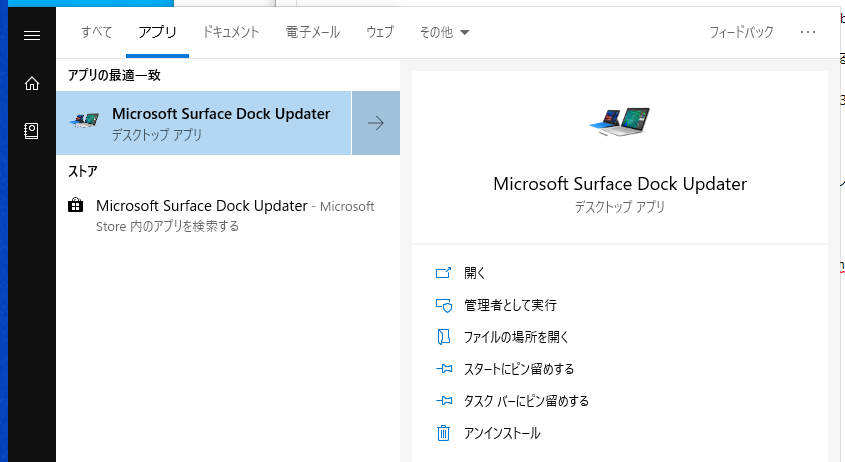 すべて アプリ ドキュメント 電子メール ウェブ その他 フィードバック ···
アプリの最適一致
Microsoft Surface Dock Updater
デスクトップ アプリ
ストア
Microsoft Surface Dock Updater - Microsoft
Store 内のアプリを検索する
Microsoft Surface Dock Updater
デスクトップ アプリ
開く
管理者として実行
ファイルの場所を開く
スタートにピン留めする
タスク バーにピン留めする
アンインストール